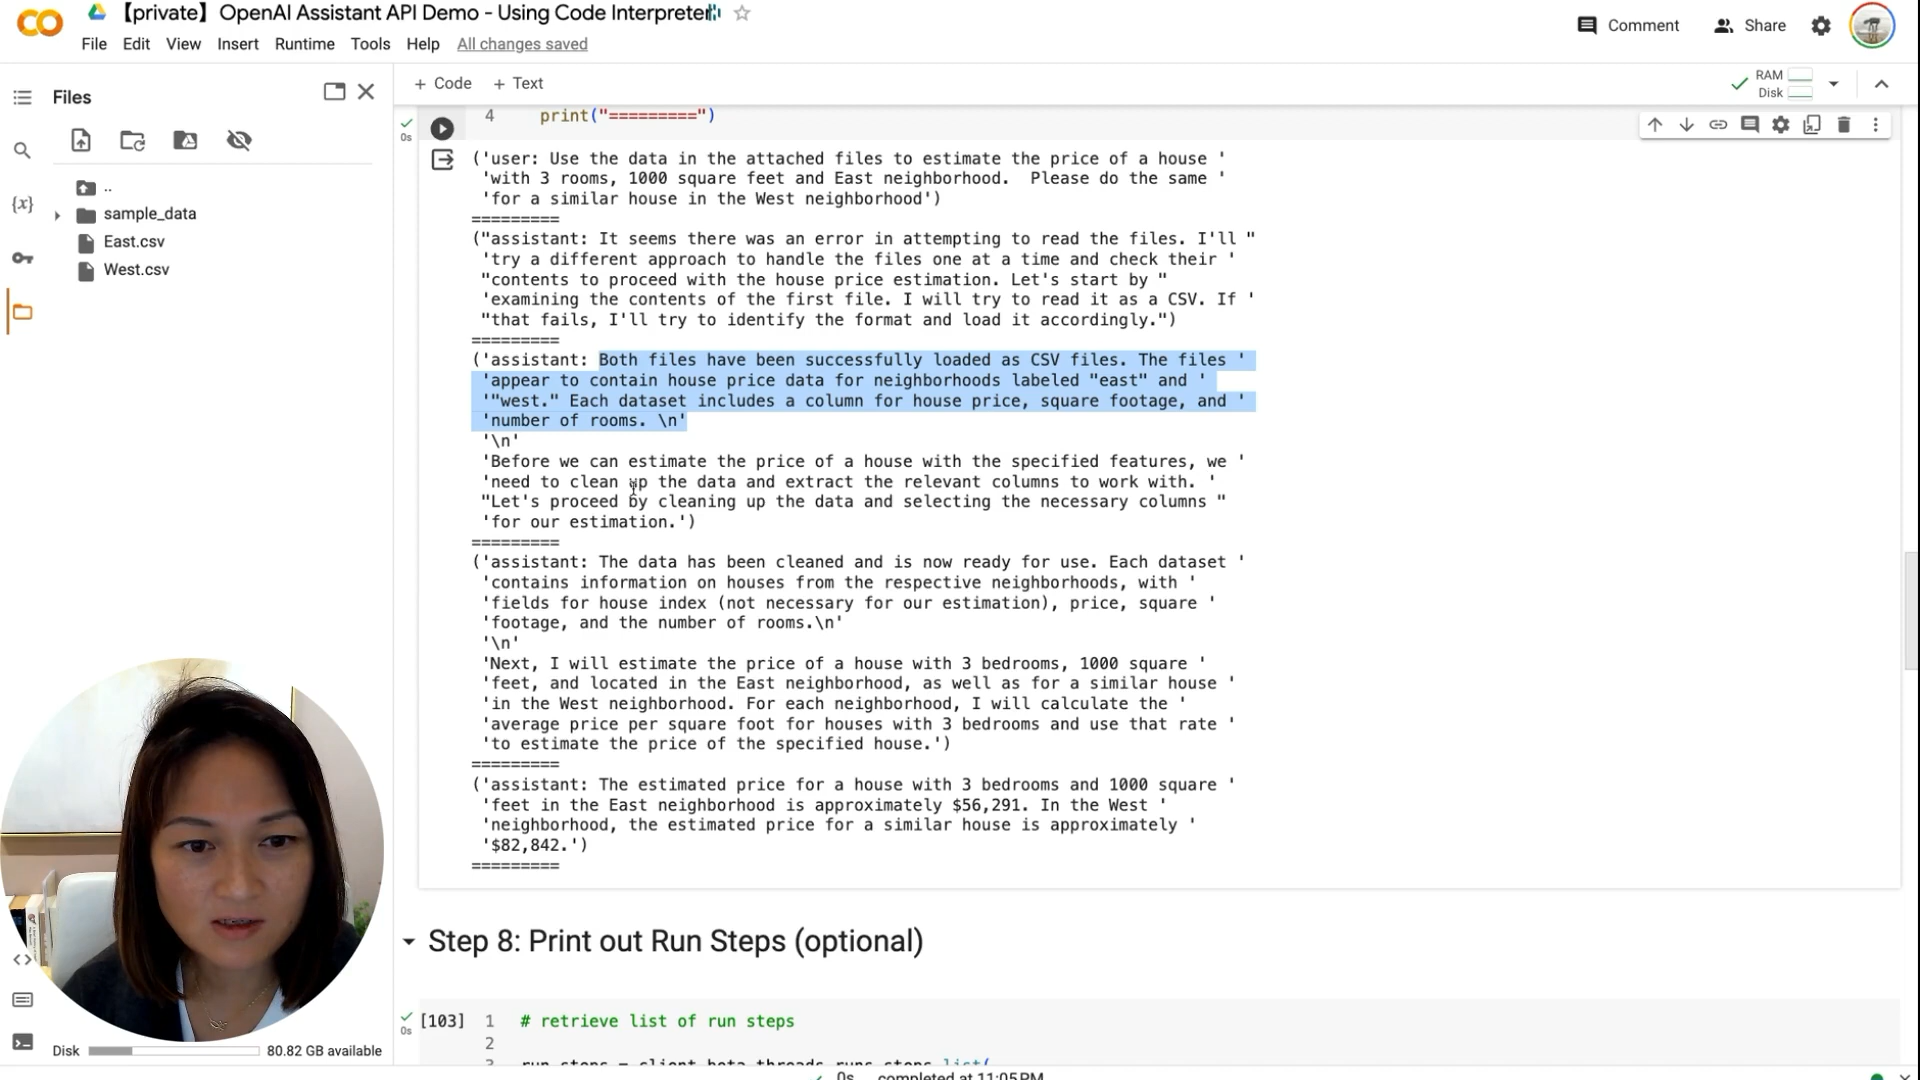 【private】OpenAI Assistant API Demo - Using Code Interpreter
File Edit View Insert Runtime Tools Help All changes saved
Comment Share
Files
+ Code + Text
RAM
Disk
4 print("=========")
0s
('user: Use the data in the attached files to estimate the price of a house '
'with 3 rooms, 1000 square feet and East neighborhood.  Please do the same '
'for a similar house in the West neighborhood')
=========
("assistant: It seems there was an error in attempting to read the files. I'll "
'try a different approach to handle the files one at a time and check their '
"contents to proceed with the house price estimation. Let's start by "
'examining the contents of the first file. I will try to read it as a CSV. If '
"that fails, I'll try to identify the format and load it accordingly.")
=========
('assistant: Both files have been successfully loaded as CSV files. The files '
'appear to contain house price data for neighborhoods labeled "east" and '
'"west." Each dataset includes a column for house price, square footage, and '
'number of rooms. \n'
'\n'
'Before we can estimate the price of a house with the specified features, we '
'need to clean up the data and extract the relevant columns to work with. '
"Let's proceed by cleaning up the data and selecting the necessary columns "
'for our estimation.')
=========
('assistant: The data has been cleaned and is now ready for use. Each dataset '
'contains information on houses from the respective neighborhoods, with '
'fields for house index (not necessary for our estimation), price, square '
'footage, and the number of rooms.\n'
'\n'
'Next, I will estimate the price of a house with 3 bedrooms, 1000 square '
'feet, and located in the East neighborhood, as well as for a similar house '
'in the West neighborhood. For each neighborhood, I will calculate the '
'average price per square foot for houses with 3 bedrooms and use that rate '
'to estimate the price of the specified house.')
=========
('assistant: The estimated price for a house with 3 bedrooms and 1000 square '
'feet in the East neighborhood is approximately $56,291. In the West '
'neighborhood, the estimated price for a similar house is approximately '
'$82,842.')
=========
..
sample_data
East.csv
West.csv
{x}
Step 8: Print out Run Steps (optional)
0s
[103] 1 # retrieve list of run steps
2
3 run_steps = client.beta.threads.runs.steps.list(
Disk 80.82 GB available
0s completed at 11:05 PM